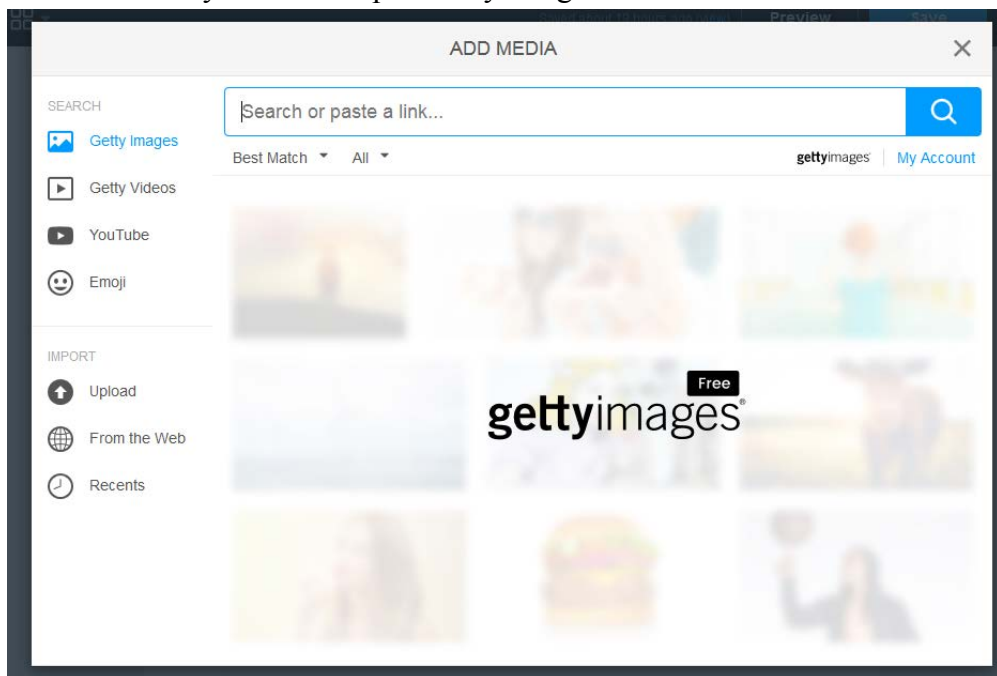 Preview
Save
ADD MEDIA
SEARCH
Getty Images
Getty Videos
YouTube
Emoji
IMPORT
Upload
From the Web
Recents
Search or paste a link...
Best Match All gettyimages® My Account
Free
gettyimages®